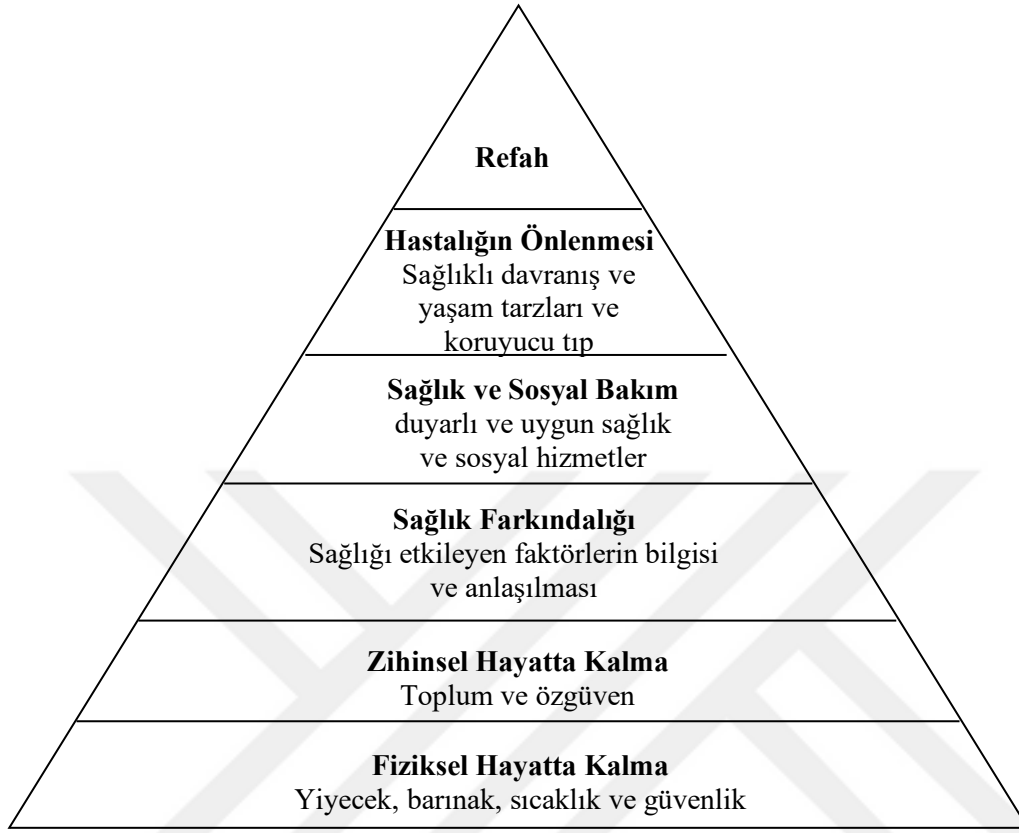 Refah
Hastalığın Önlenmesi
Sağlıklı davranış ve
yaşam tarzları ve
koruyucu tıp
Sağlık ve Sosyal Bakım
duyarlı ve uygun sağlık
ve sosyal hizmetler
Sağlık Farkındalığı
Sağlığı etkileyen faktörlerin bilgisi
ve anlaşılması
Zihinsel Hayatta Kalma
Toplum ve özgüven
Fiziksel Hayatta Kalma
Yiyecek, barınak, sıcaklık ve güvenlik